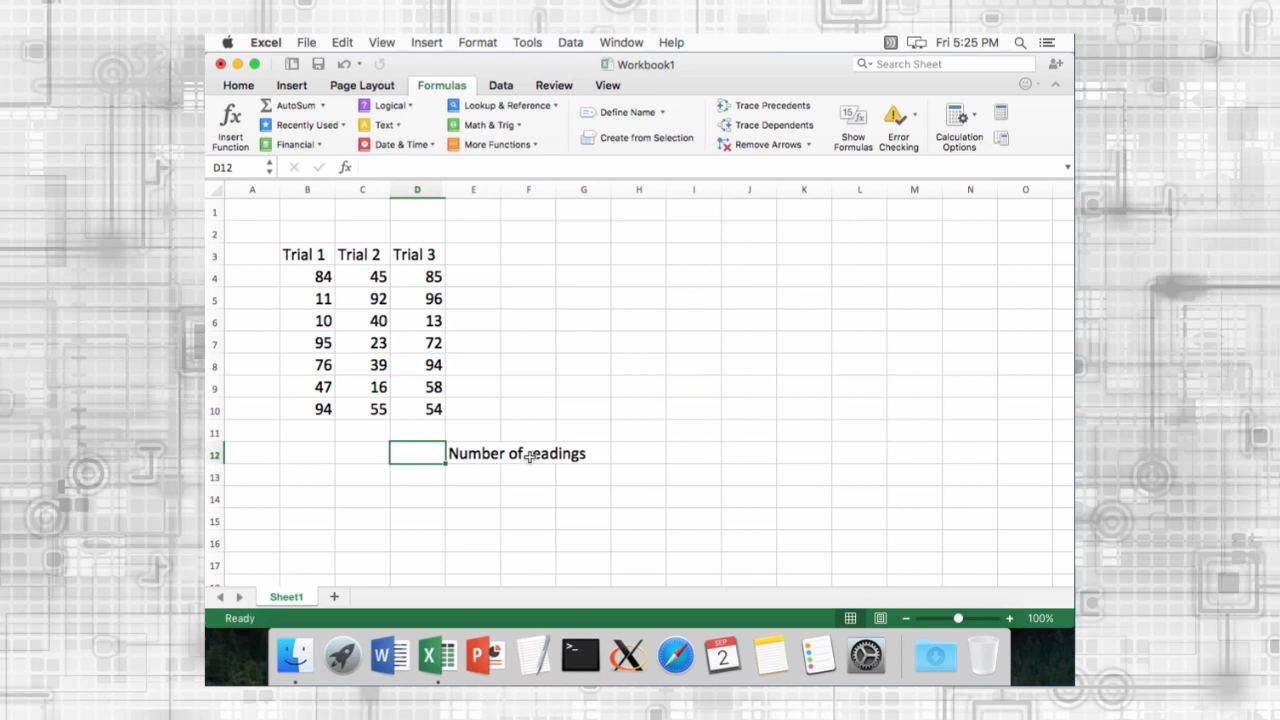 Excel File Edit View Insert Format Tools Data Window Help Fri 5:25 PM
Workbook1 Search Sheet
Home Insert Page Layout Formulas Data Review View
fx AutoSum Logical Lookup & Reference Define Name Trace Precedents 15 fx
Recently Used ? Text Math & Trig Trace Dependents
Insert Function Financial Date & Time More Functions Create from Selection Remove Arrows Show Formulas Error Checking Calculation Options
D12 fx
A B C D E F G H I J K L M N O
1
2
3 Trial 1 Trial 2 Trial 3
4 84 45 85
5 11 92 96
6 10 40 13
7 95 23 72
8 76 39 94
9 47 16 58
10 94 55 54
11
12 Number of readings
13
14
15
16
17
Sheet1 +
Ready 100%
W X P >_ X SEP 2